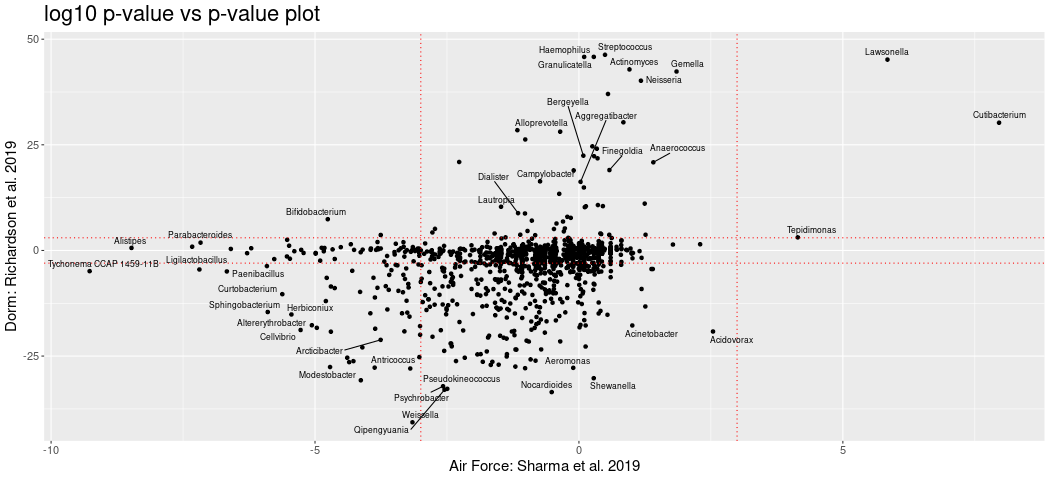 log10 p-value vs p-value plot
50
Haemophilus
Streptococcus
Lawsonella
Granulicatella
Actinomyces
Gemella
Neisseria
Bergeyella
Aggregatibacter
Cutibacterium
Alloprevotella
25
Finegoldia
Anaerococcus
Dialister
Campylobacter
Lautropia
Bifidobacterium
Tepidimonas
Alistipes
Parabacteroides
0
Tychonema CCAP 1459-11B
Ligilactobacillus
Paenibacillus
Curtobacterium
Sphingobacterium
Herbiconiux
Altererythrobacter
Cellvibrio
Acinetobacter
Acidovorax
Arcticibacter
-25
Antricoccus
Aeromonas
Modestobacter
Pseudokineococcus
Nocardioides
Shewanella
Psychrobacter
Weissella
Qipengyuania
-10
-5
0
5
Air Force: Sharma et al. 2019
Dorm: Richardson et al. 2019